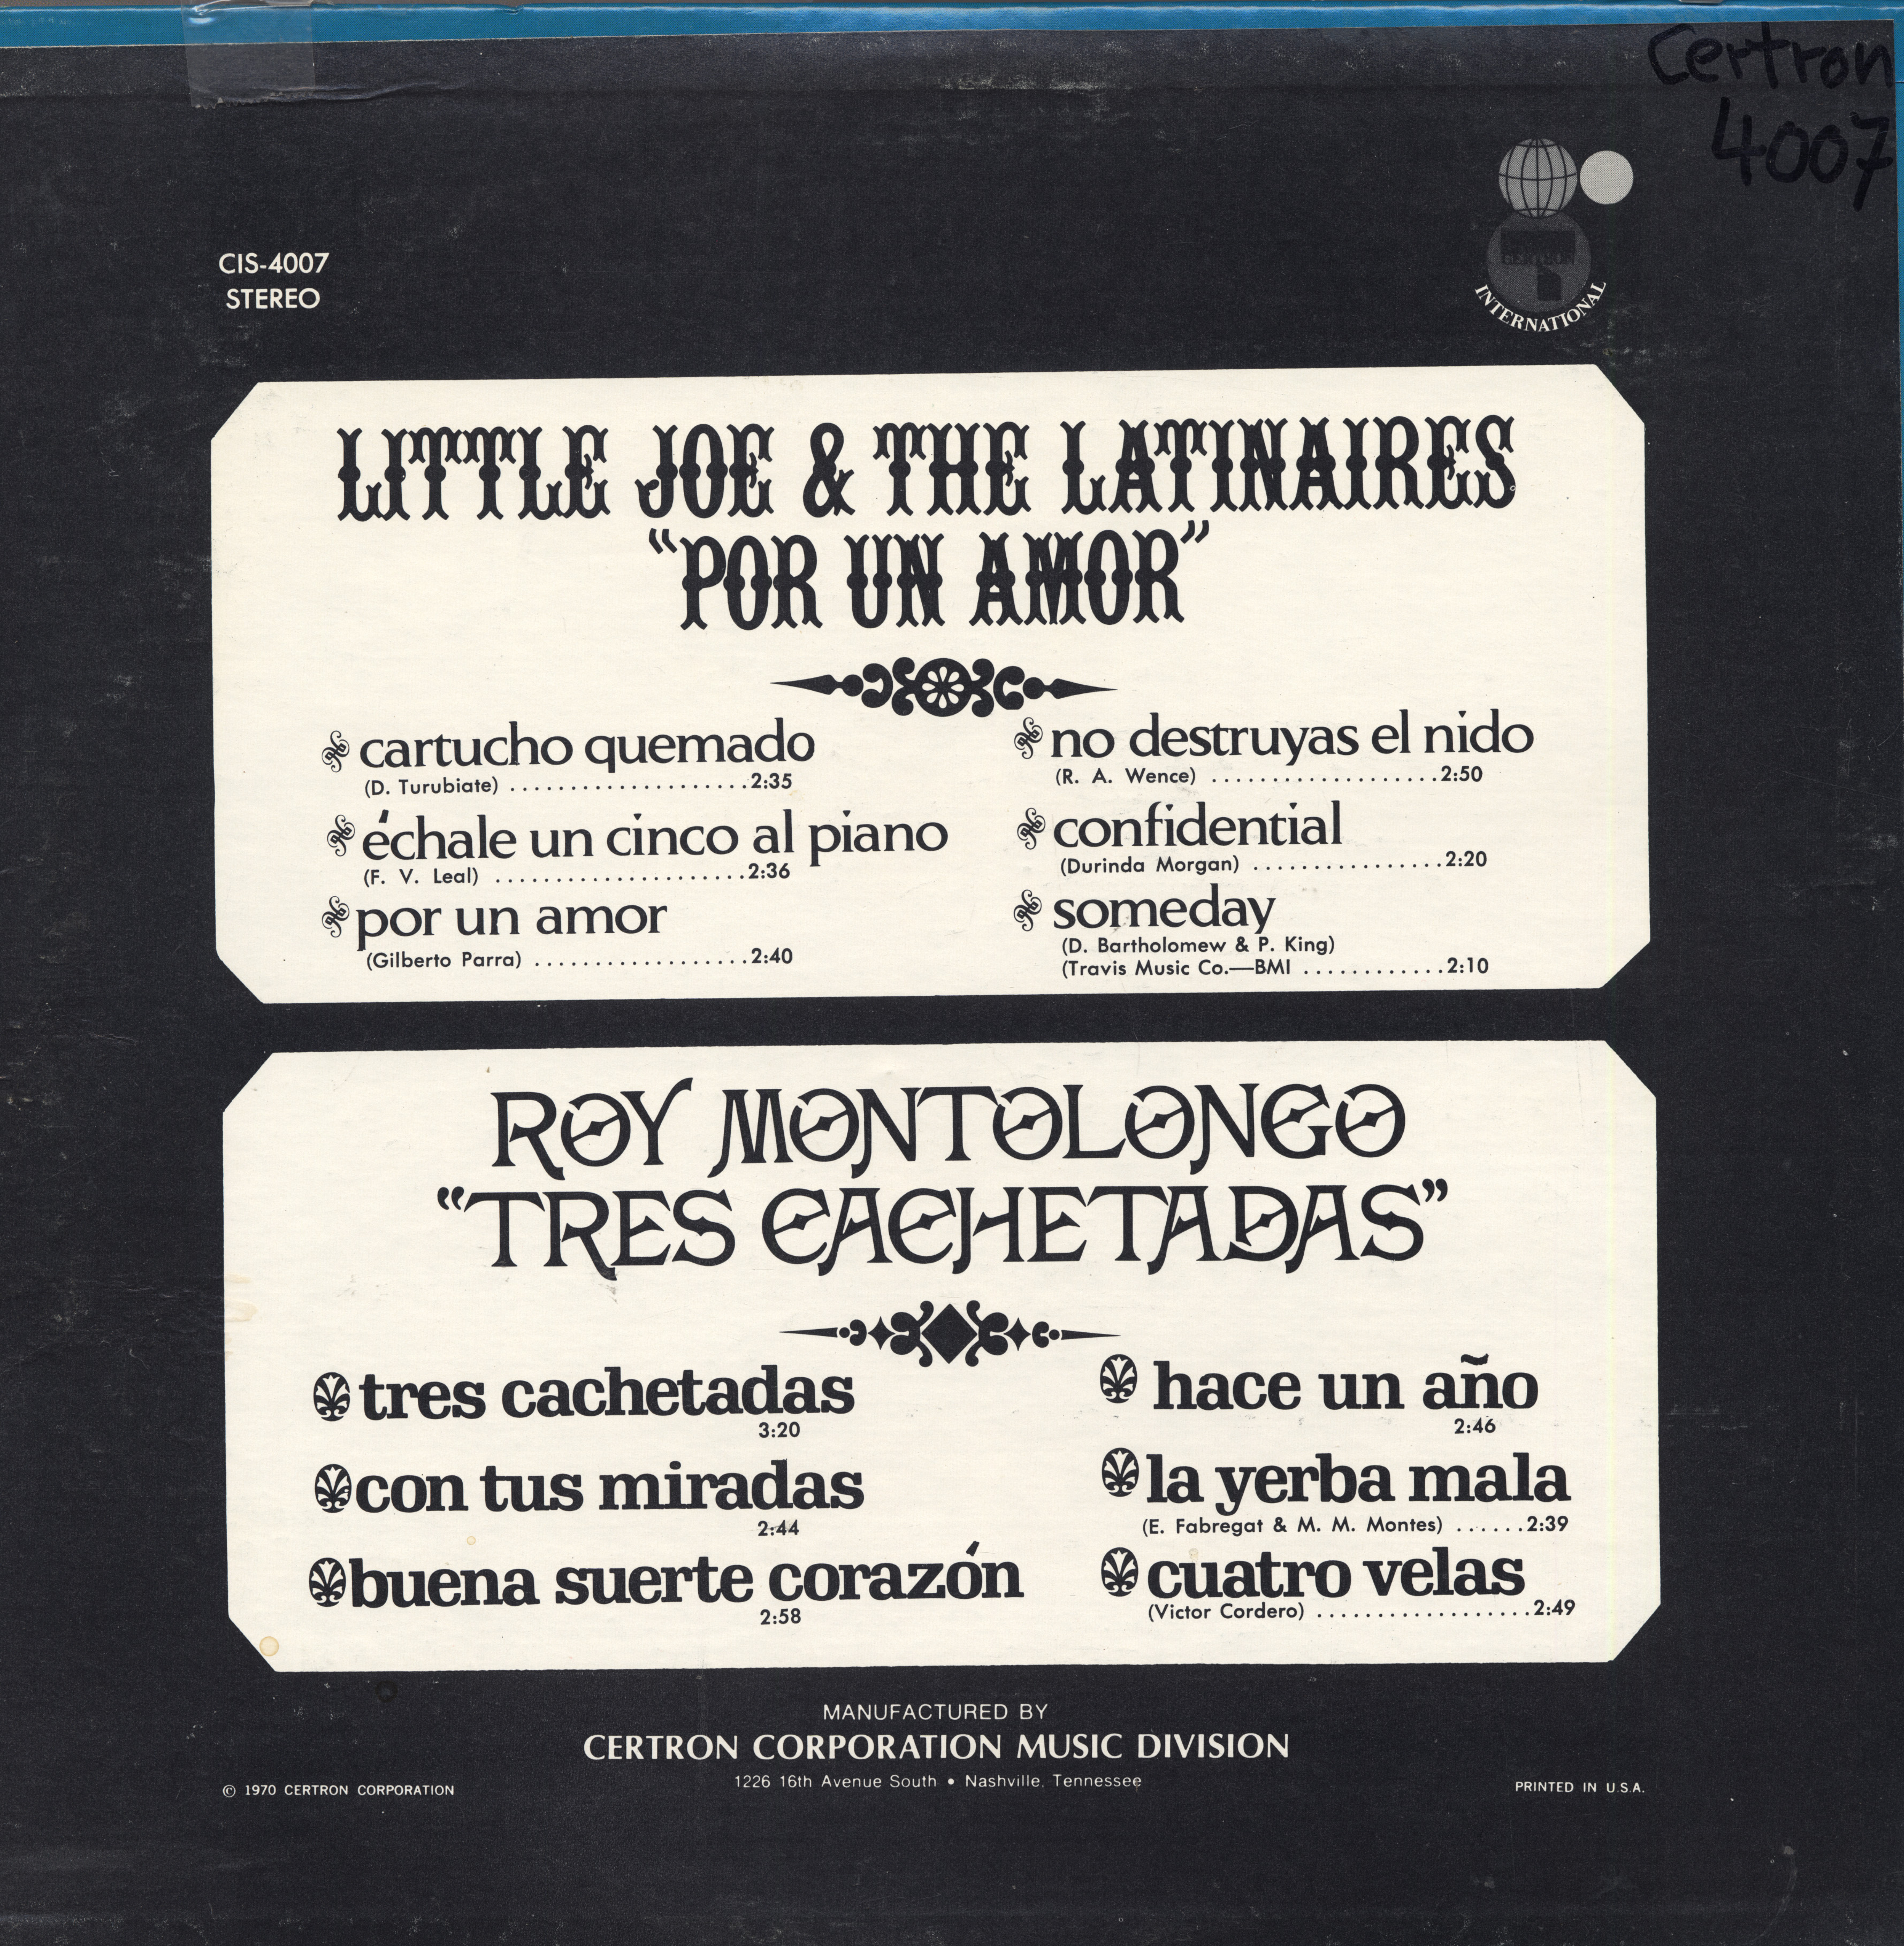 Certron
4007
CIS-4007
STEREO
CERTRON
INTERNATIONAL
LITTLE JOE & THE LATINAIRES
“POR UN AMOR”
cartucho quemado
(D. Turubiate) ....................2:35
échale un cinco al piano
(F. V. Leal) .....................2:36
por un amor
(Gilberto Parra) ..................2:40
no destruyas el nido
(R. A. Wence) ...................2:50
confidential
(Durinda Morgan) ................2:20
someday
(D. Bartholomew & P. King)
(Travis Music Co.—BMI ............2:10
ROY MONTOLONGO
“TRES CACHETADAS”
tres cachetadas
3:20
con tus miradas
2:44
buena suerte corazón
2:58
hace un año
2:46
la yerba mala
(E. Fabregat & M. M. Montes) ......2:39
cuatro velas
(Victor Cordero) ..................2:49
MANUFACTURED BY
CERTRON CORPORATION MUSIC DIVISION
1226 16th Avenue South • Nashville, Tennessee
© 1970 CERTRON CORPORATION
PRINTED IN U.S.A.